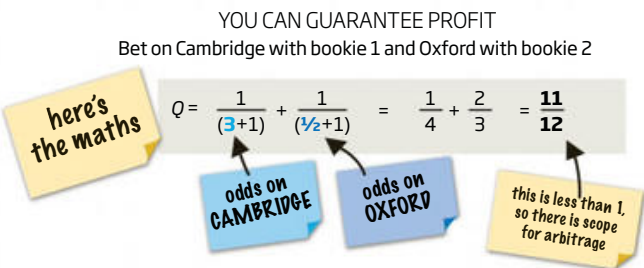 YOU CAN GUARANTEE PROFIT
Bet on Cambridge with bookie 1 and Oxford with bookie 2
here's
the maths
Q = 1/(3+1) + 1/(½+1) = 1/4 + 2/3 = 11/12
odds on
CAMBRIDGE
odds on
OXFORD
this is less than 1,
so there is scope
for arbitrage